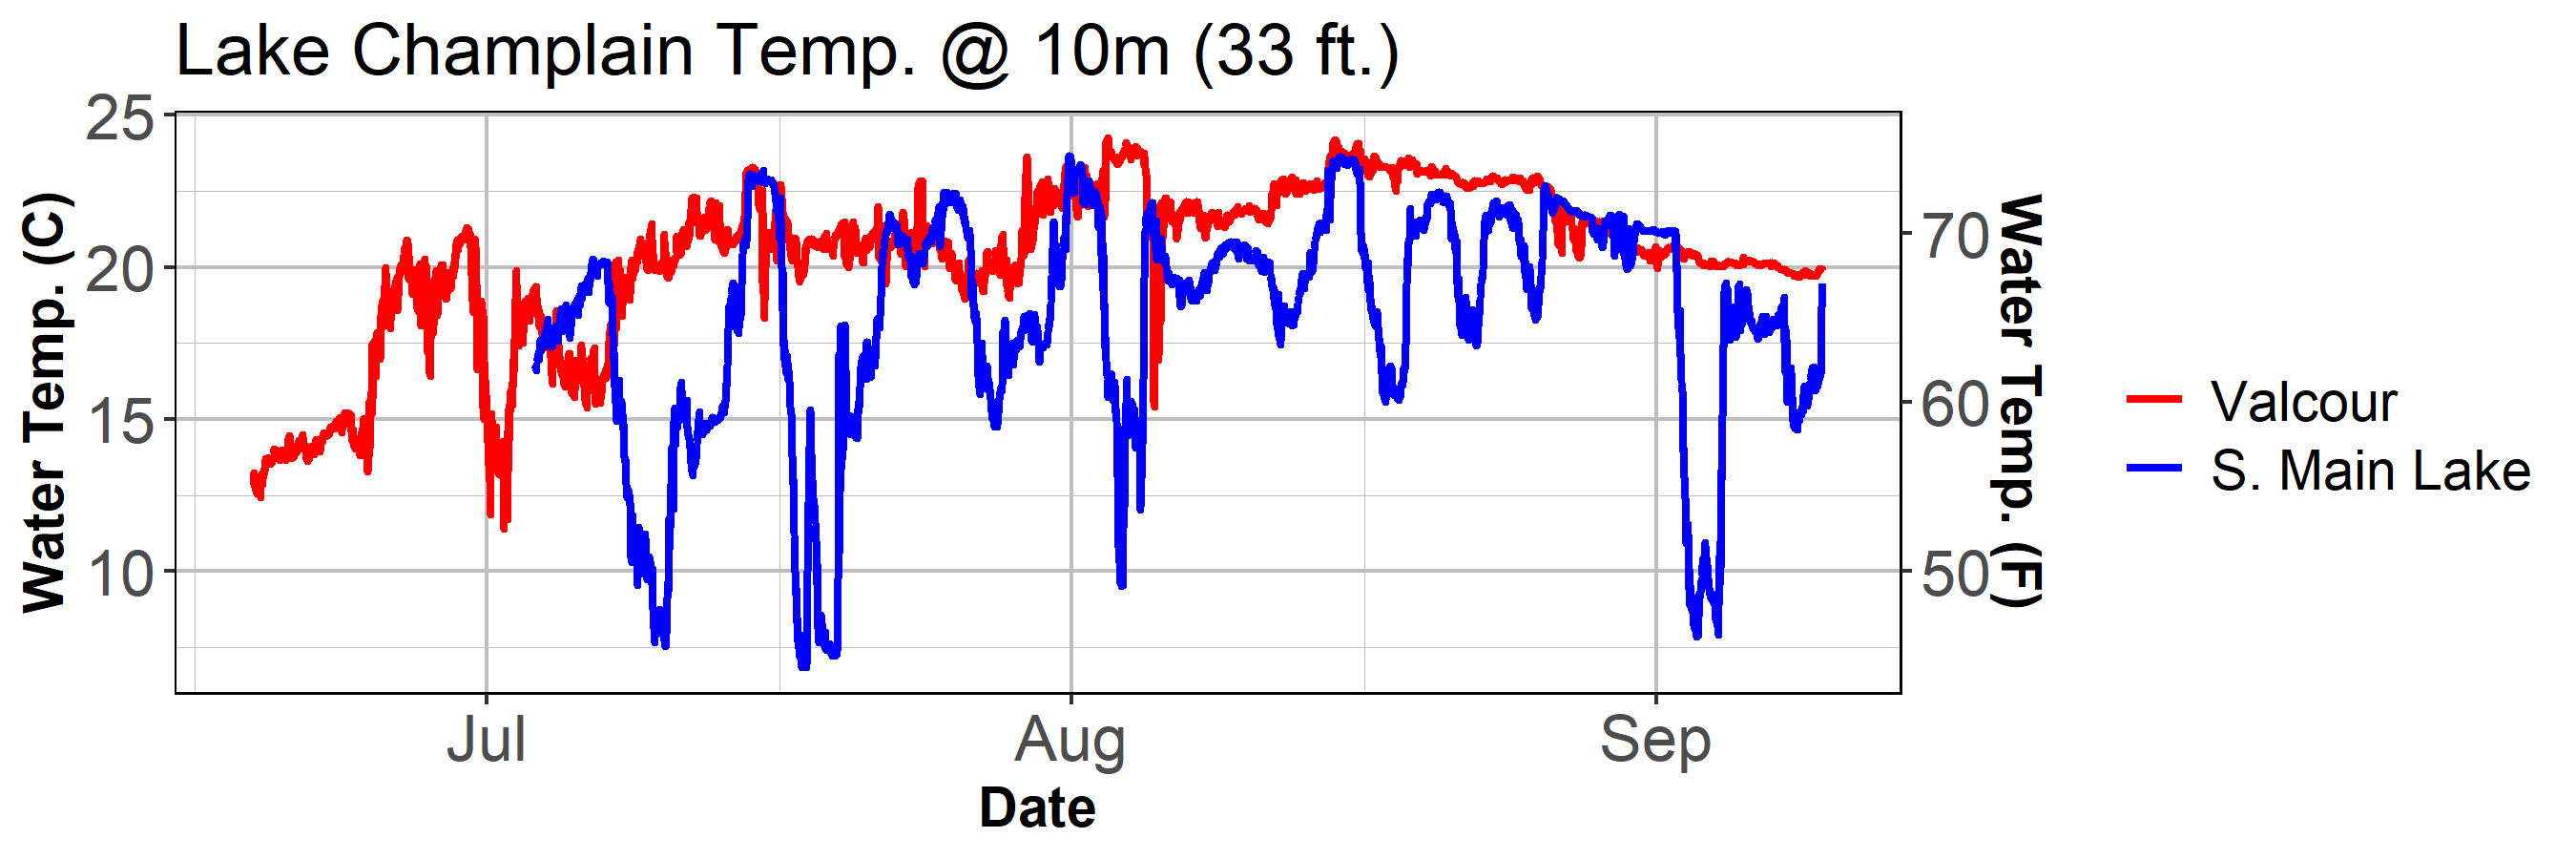 Lake Champlain Temp. @ 10m (33 ft.)
Water Temp. (C)
25
20
15
10
Jul
Aug
Sep
Date
70
60
50
Water Temp. (F)
Valcour
S. Main Lake